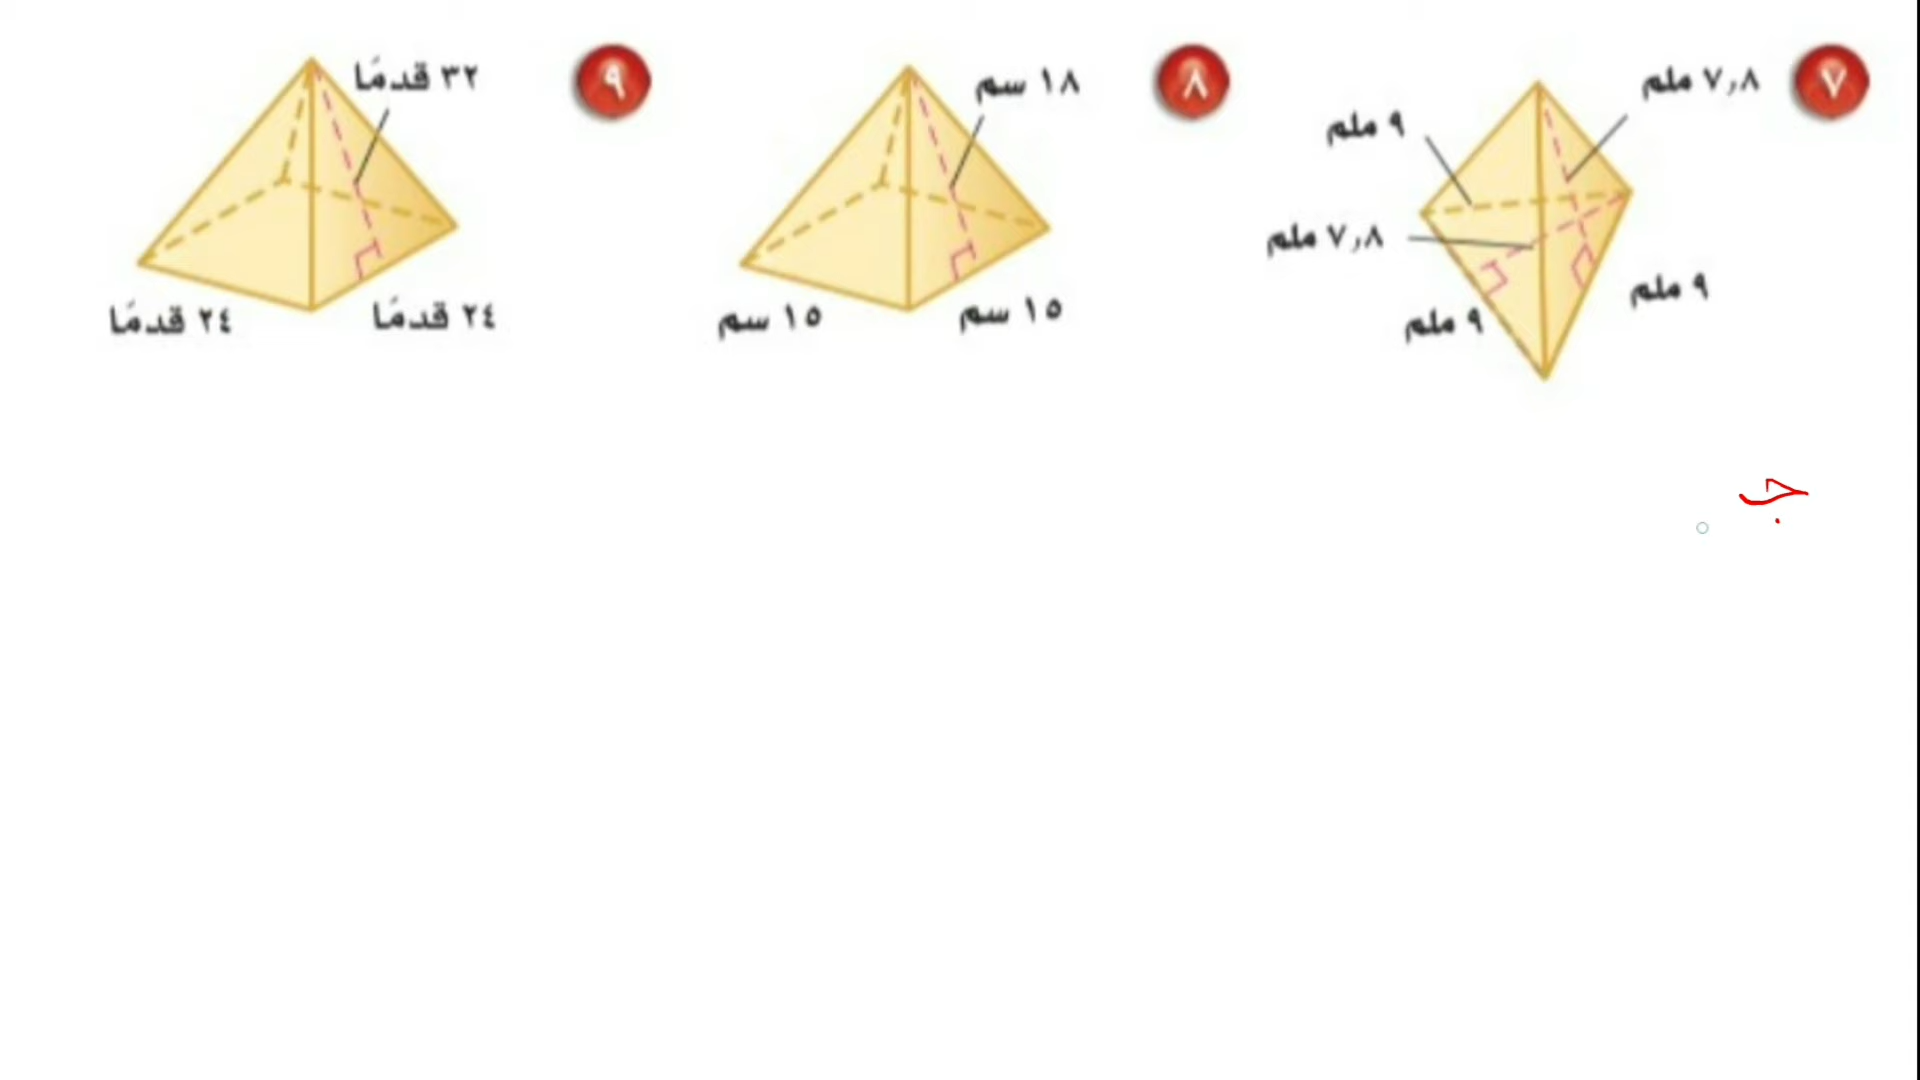 ٧
٧,٨ ملم
٩ ملم
٧,٨ ملم
٩ ملم
٩ ملم
٨
١٨ سم
١٥ سم
١٥ سم
٩
٣٢ قدمًا
٢٤ قدمًا
٢٤ قدمًا